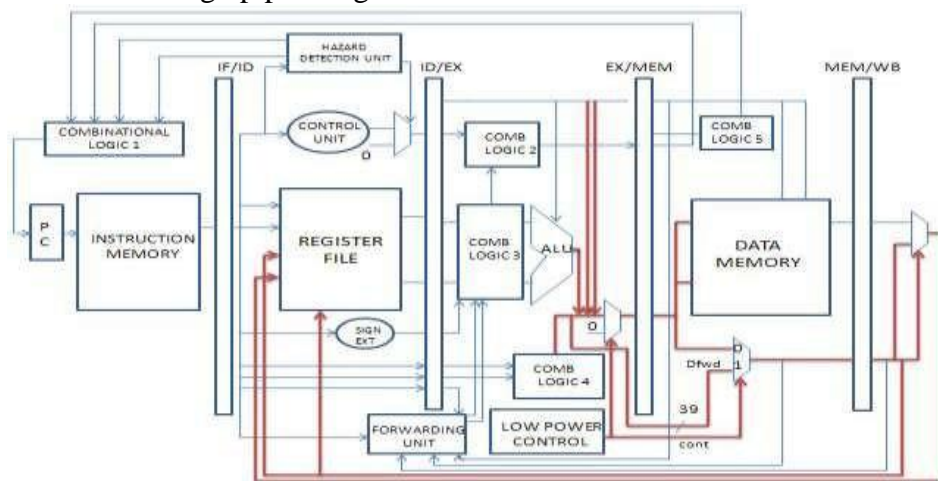 IF/ID
HAZARD
DETECTION UNIT
ID/EX
EX/MEM
MEM/WB
COMBINATIONAL
LOGIC 1
CONTROL
UNIT
0
COMB
LOGIC 2
COMB
LOGIC 5
P
C
INSTRUCTION
MEMORY
REGISTER
FILE
COMB
LOGIC 3
ALU
DATA
MEMORY
0
SIGN
EXT
COMB
LOGIC 4
0
Dfwd 1
39
FORWARDING
UNIT
LOW POWER
CONTROL
cont